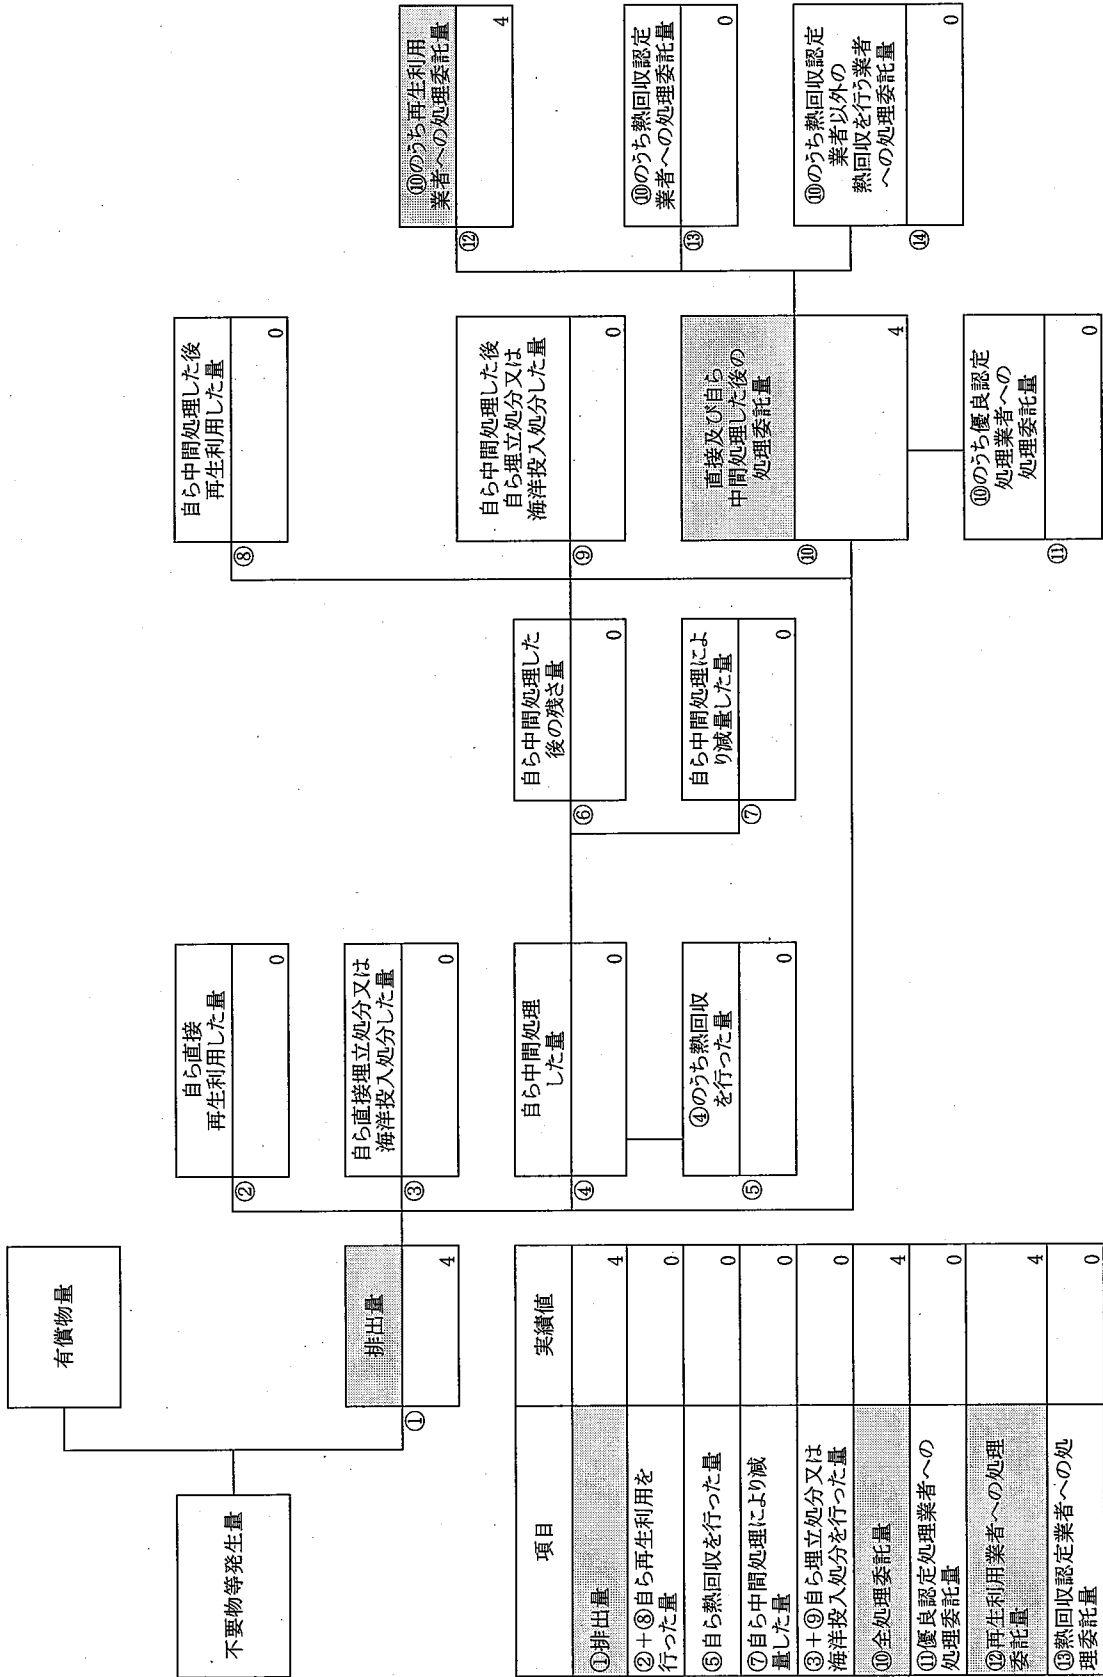 不要物等発生量
有償物量
排出量
①
4
自ら直接
再生利用した量
②
0
自ら直接埋立処分又は
海洋投入処分した量
③
0
自ら中間処理
した量
④
0
④のうち熱回収
を行った量
⑤
0
自ら中間処理した
後の残さ量
⑥
0
自ら中間処理によ
り減量した量
⑦
0
自ら中間処理した後
再生利用した量
⑧
0
自ら中間処理した後
自ら埋立処分又は
海洋投入処分した量
⑨
0
直接及び自ら
中間処理した後の
処理委託量
⑩
4
⑩のうち優良認定
処理業者への
処理委託量
⑪
0
⑩のうち再生利用
業者への処理委託量
⑫
4
⑩のうち熱回収認定
業者への処理委託量
⑬
0
⑩のうち熱回収認定
業者以外の
熱回収を行う業者
への処理委託量
⑭
0
項目 実績値
①排出量 4
②+⑧自ら再生利用を
行った量 0
⑤自ら熱回収を行った量 0
⑦自ら中間処理により減
量した量 0
③+⑨自ら埋立処分又は
海洋投入処分を行った量 0
⑩全処理委託量 4
⑪優良認定処理業者への
処理委託量 0
⑫再生利用業者への処理
委託量 4
⑬熱回収認定業者への処
理委託量 0